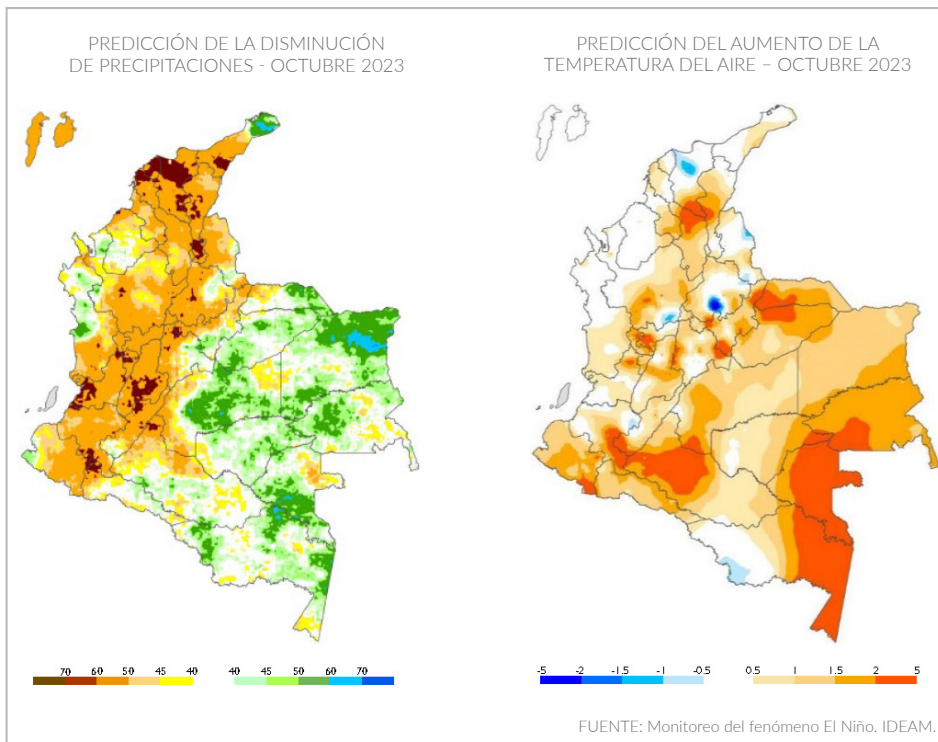 PREDICCIÓN DE LA DISMINUCIÓN
DE PRECIPITACIONES - OCTUBRE 2023
PREDICCIÓN DEL AUMENTO DE LA
TEMPERATURA DEL AIRE – OCTUBRE 2023
70 60 50 45 40
40 45 50 60 70
-5 -2 -1.5 -1 -0.5
0.5 1 1.5 2 5
FUENTE: Monitoreo del fenómeno El Niño. IDEAM.